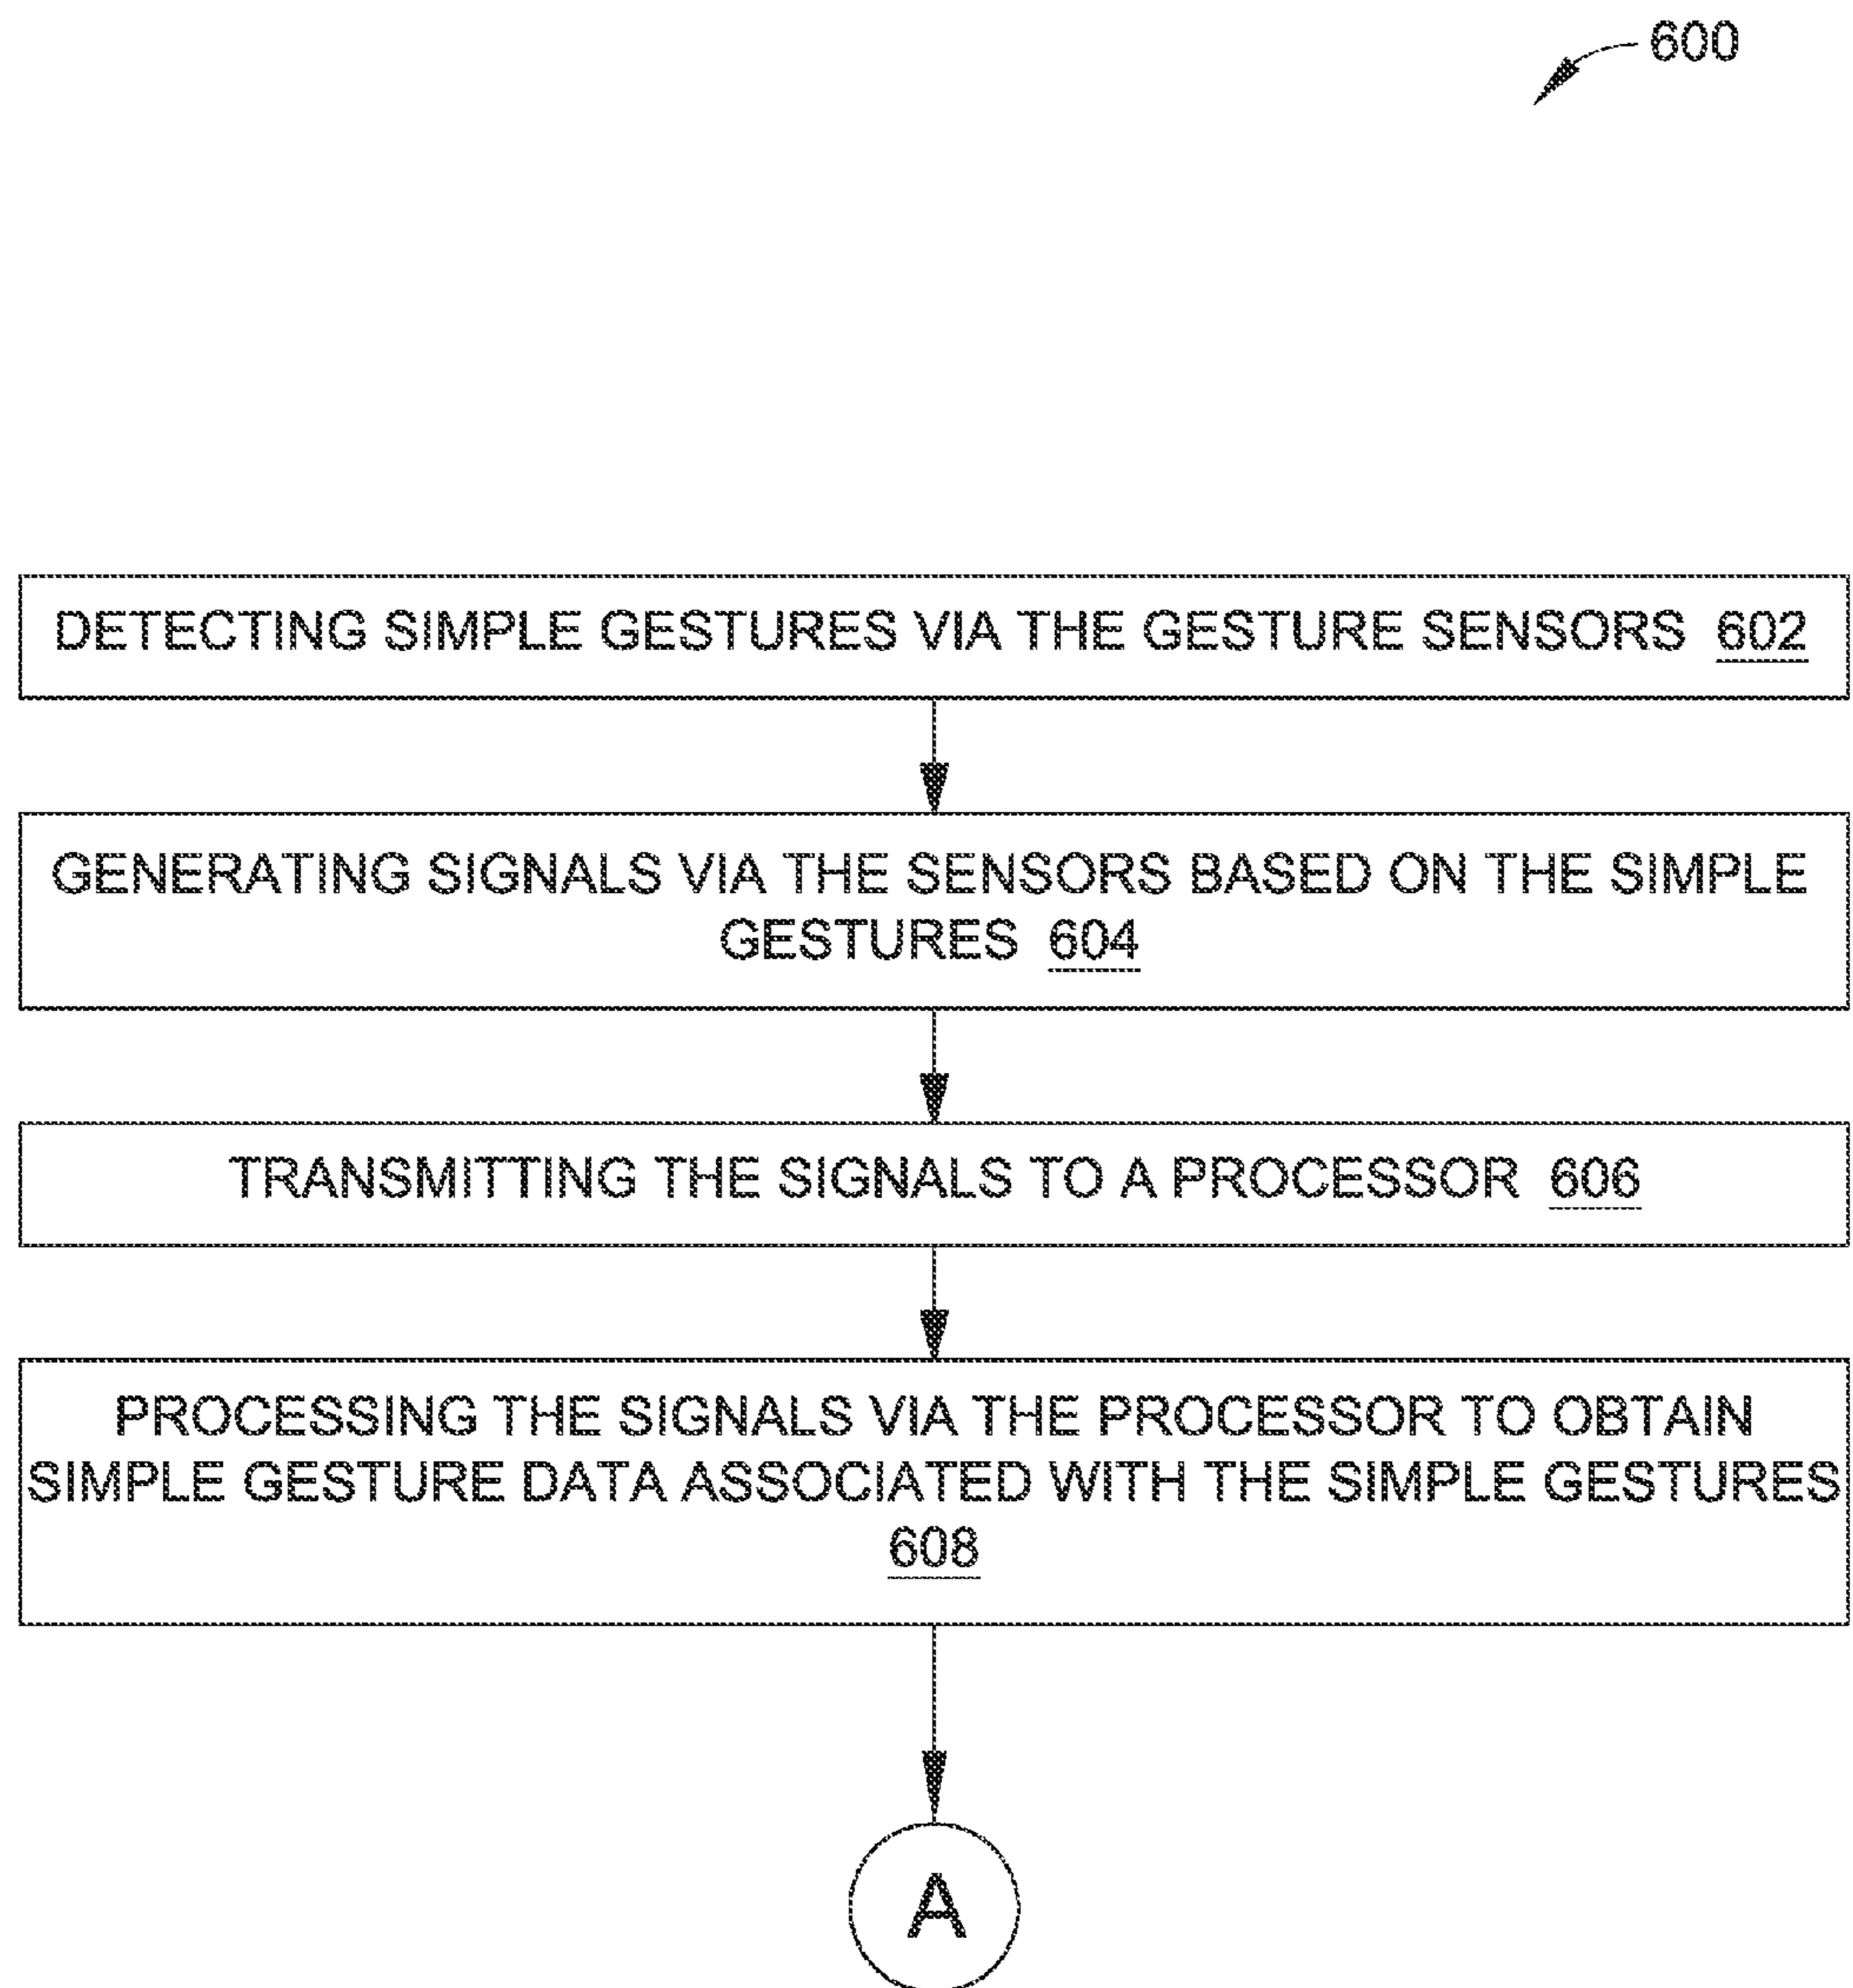 600
DETECTING SIMPLE GESTURES VIA THE GESTURE SENSORS 602
GENERATING SIGNALS VIA THE SENSORS BASED ON THE SIMPLE
GESTURES 604
TRANSMITTING THE SIGNALS TO A PROCESSOR 606
PROCESSING THE SIGNALS VIA THE PROCESSOR TO OBTAIN
SIMPLE GESTURE DATA ASSOCIATED WITH THE SIMPLE GESTURES
608
A